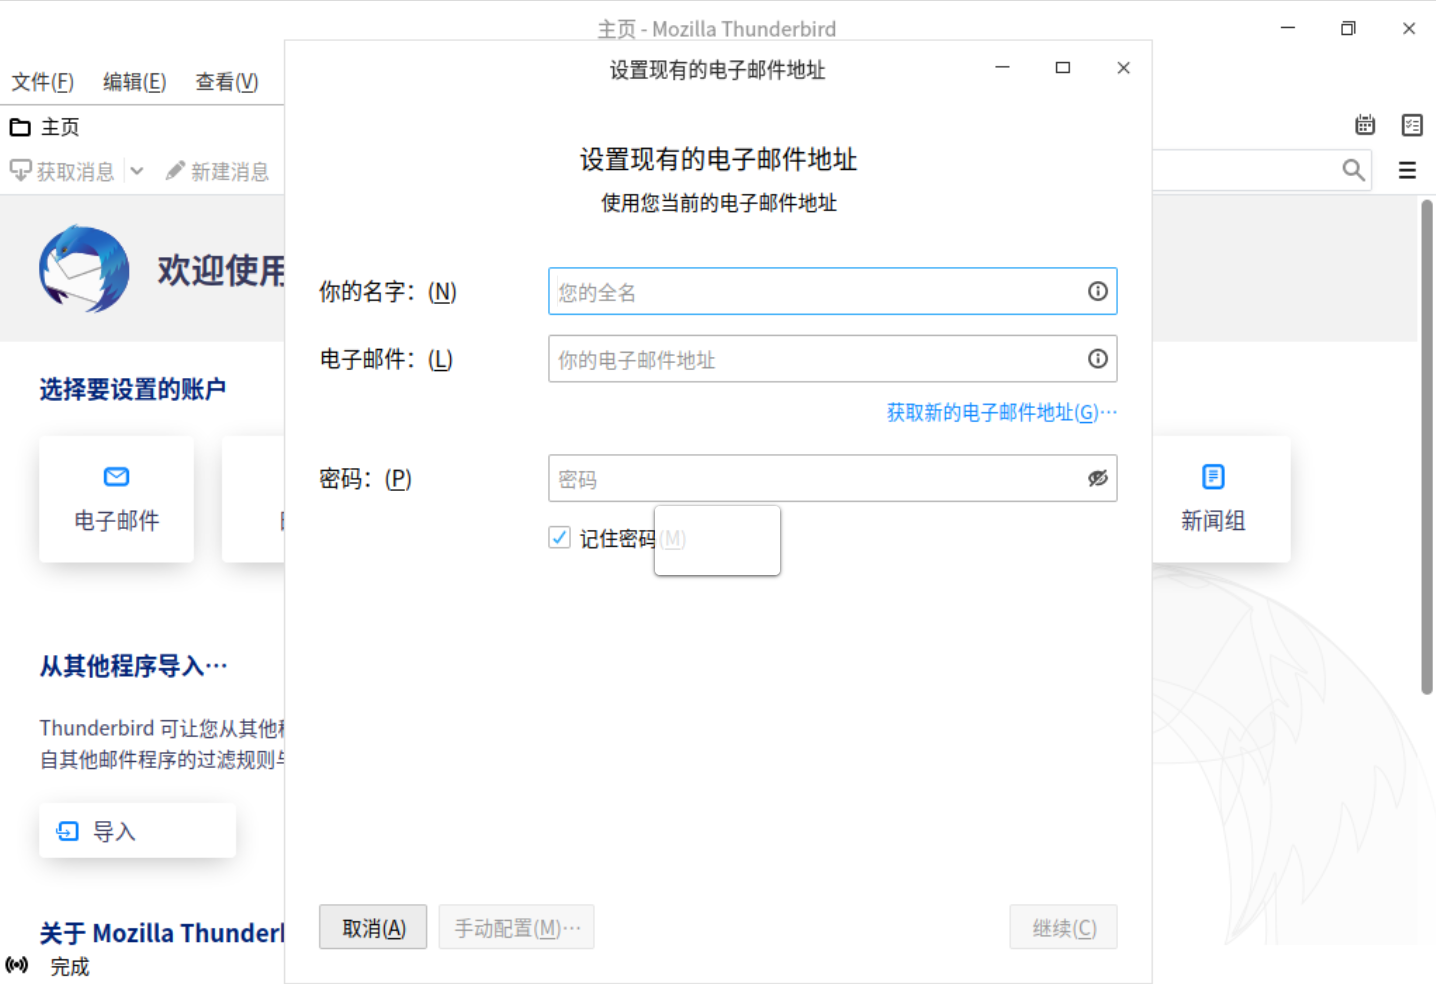 主页 - Mozilla Thunderbird
设置现有的电子邮件地址
文件(F) 编辑(E) 查看(V)
主页
获取消息 新建消息
设置现有的电子邮件地址
使用您当前的电子邮件地址
欢迎使用
你的名字：(N) 您的全名
电子邮件：(L) 你的电子邮件地址
选择要设置的账户
获取新的电子邮件地址(G)…
密码：(P) 密码
电子邮件
新闻组
记住密码(M)
从其他程序导入…
Thunderbird 可让您从其他
自其他邮件程序的过滤规则与
导入
取消(A) 手动配置(M)… 继续(C)
关于 Mozilla Thunder
完成